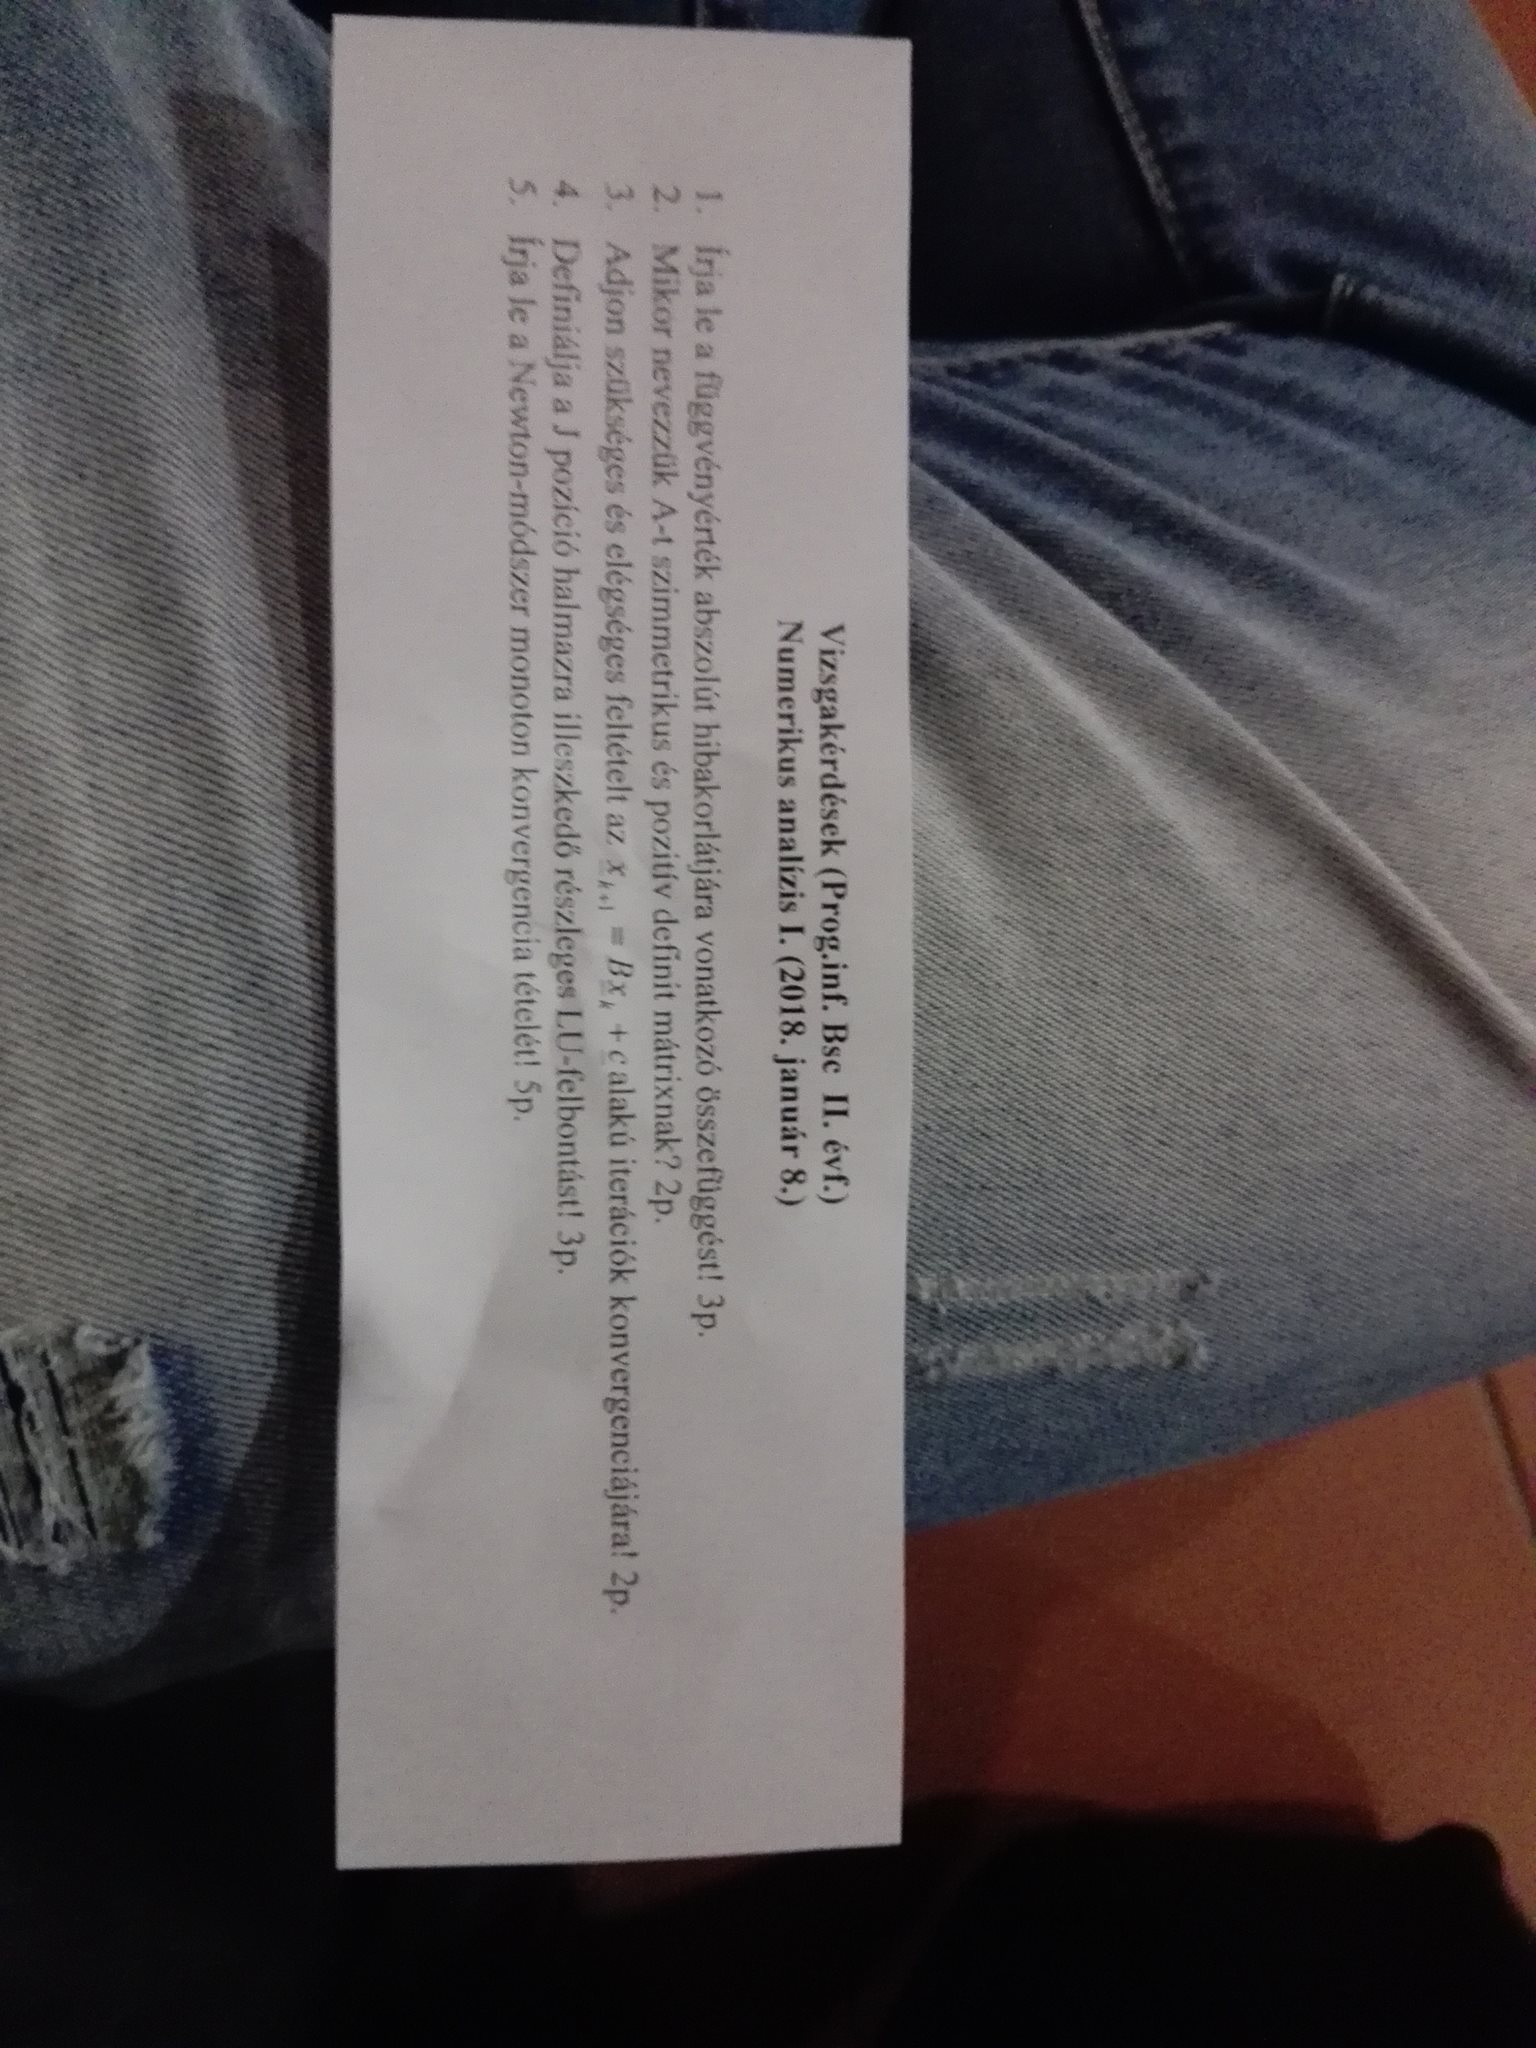 Vizsgakérdések (Prog.inf. Bsc II. évf.)
Numerikus analízis I. (2018. január 8.)
1. Írja le a függvényérték abszolút hibakorlátjára vonatkozó összefüggést! 3p.
2. Mikor nevezzük A-t szimmetrikus és pozitív definit mátrixnak? 2p.
3. Adjon szükséges és elégséges feltételt az x_{k+1} = Bx_k + c alakú iterációk konvergenciájára! 2p.
4. Definiálja a J pozíció halmazra illeszkedő részleges LU-felbontást! 3p.
5. Írja le a Newton-módszer monoton konvergencia tételét! 5p.